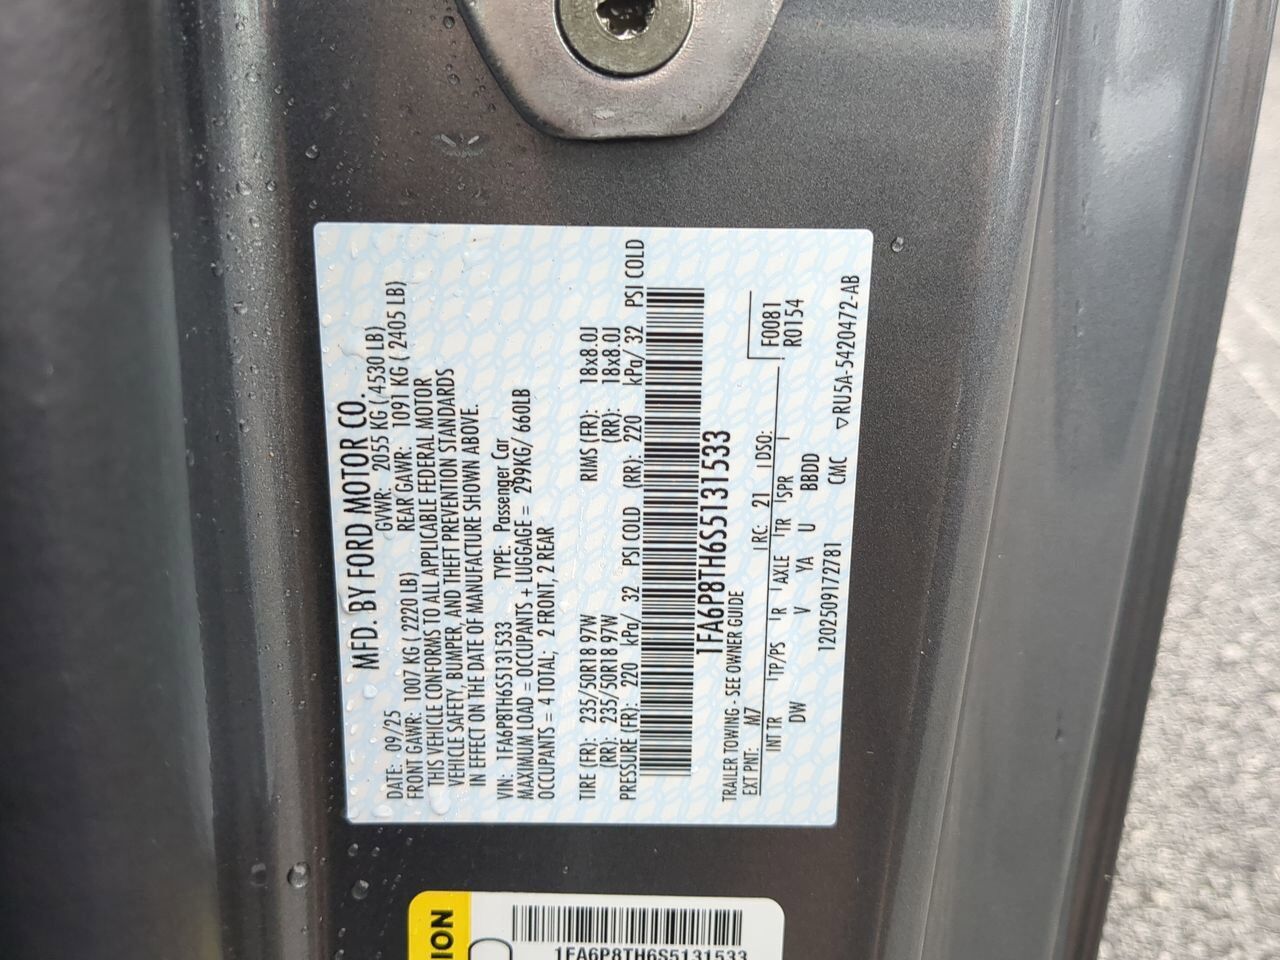 MFD. BY FORD MOTOR CO.
DATE: 09/25 GVWR: 2055 KG ( 4530 LB)
FRONT GAWR: 1007 KG ( 2220 LB) REAR GAWR: 1091 KG ( 2405 LB)
THIS VEHICLE CONFORMS TO ALL APPLICABLE FEDERAL MOTOR
VEHICLE SAFETY, BUMPER, AND THEFT PREVENTION STANDARDS
IN EFFECT ON THE DATE OF MANUFACTURE SHOWN ABOVE.
VIN: 1FA6P8TH6S5131533 TYPE: Passenger Car
MAXIMUM LOAD = OCCUPANTS + LUGGAGE = 299KG/ 660LB
OCCUPANTS = 4 TOTAL; 2 FRONT, 2 REAR
TIRE (FR): 235/50R18 97W RIMS (FR): 18x8.0J
(RR): 235/50R18 97W (RR): 18x8.0J
PRESSURE (FR): 220 kPa/ 32 PSI COLD (RR): 220 kPa/ 32 PSI COLD
1FA6P8TH6S5131533
TRAILER TOWING - SEE OWNER GUIDE
EXT PNT: M7 RC: 21 DSO: F0081
R0154
INT TR TP/PS R AXLE TR SPR
DW V YA U BBDD
1202509172781 CMC ▽RU5A-5420472-AB
ION
1FA6P8TH6S5131533